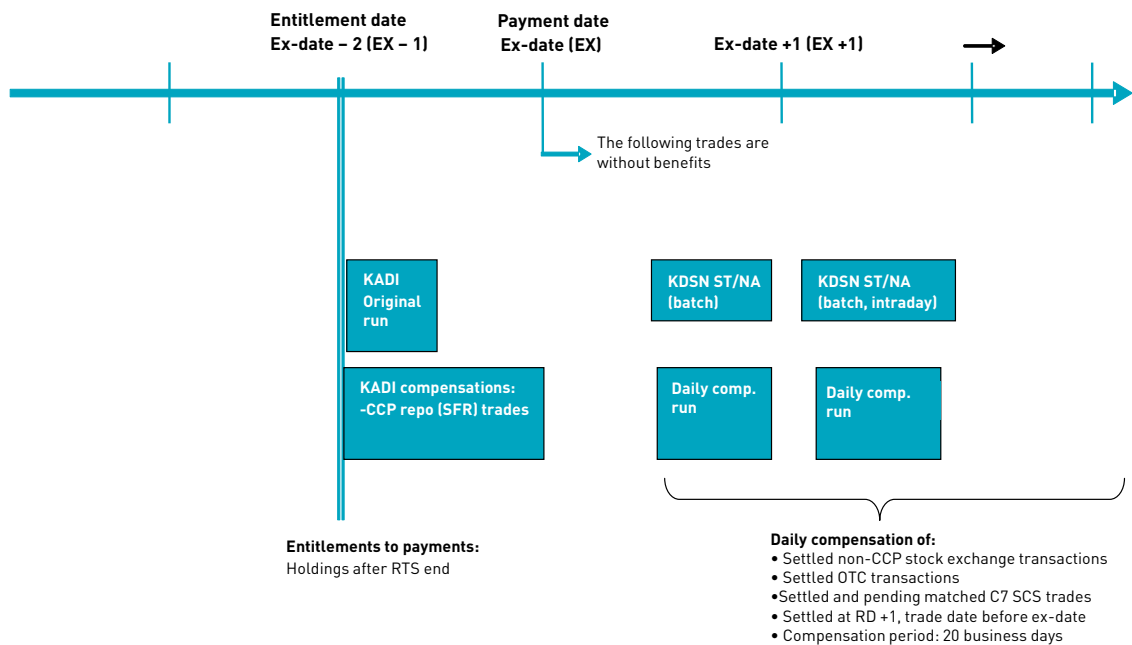 Entitlement date
Ex-date – 2 (EX – 1)
Payment date
Ex-date (EX)
Ex-date +1 (EX +1)
The following trades are
without benefits
KADI
Original
run
KDSN ST/NA
(batch)
KDSN ST/NA
(batch, intraday)
KADI compensations:
-CCP repo (SFR) trades
Daily comp.
run
Daily comp.
run
Entitlements to payments:
Holdings after RTS end
Daily compensation of:
• Settled non-CCP stock exchange transactions
• Settled OTC transactions
•Settled and pending matched C7 SCS trades
• Settled at RD +1, trade date before ex-date
• Compensation period: 20 business days